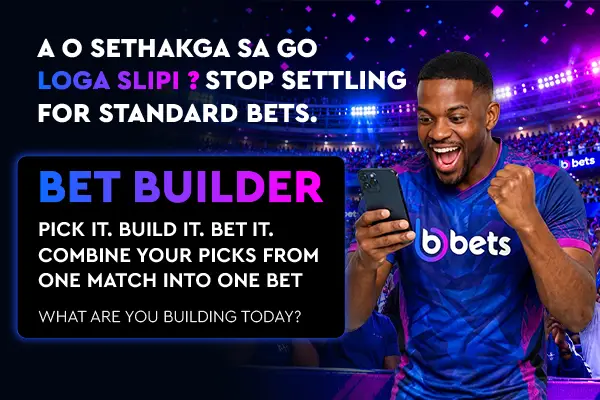 A O SETHAKGA SA GO
LOGA SLIPI ? STOP SETTLING
FOR STANDARD BETS.
BET BUILDER
PICK IT. BUILD IT. BET IT.
COMBINE YOUR PICKS FROM
ONE MATCH INTO ONE BET
WHAT ARE YOU BUILDING TODAY?
b bets
b bets